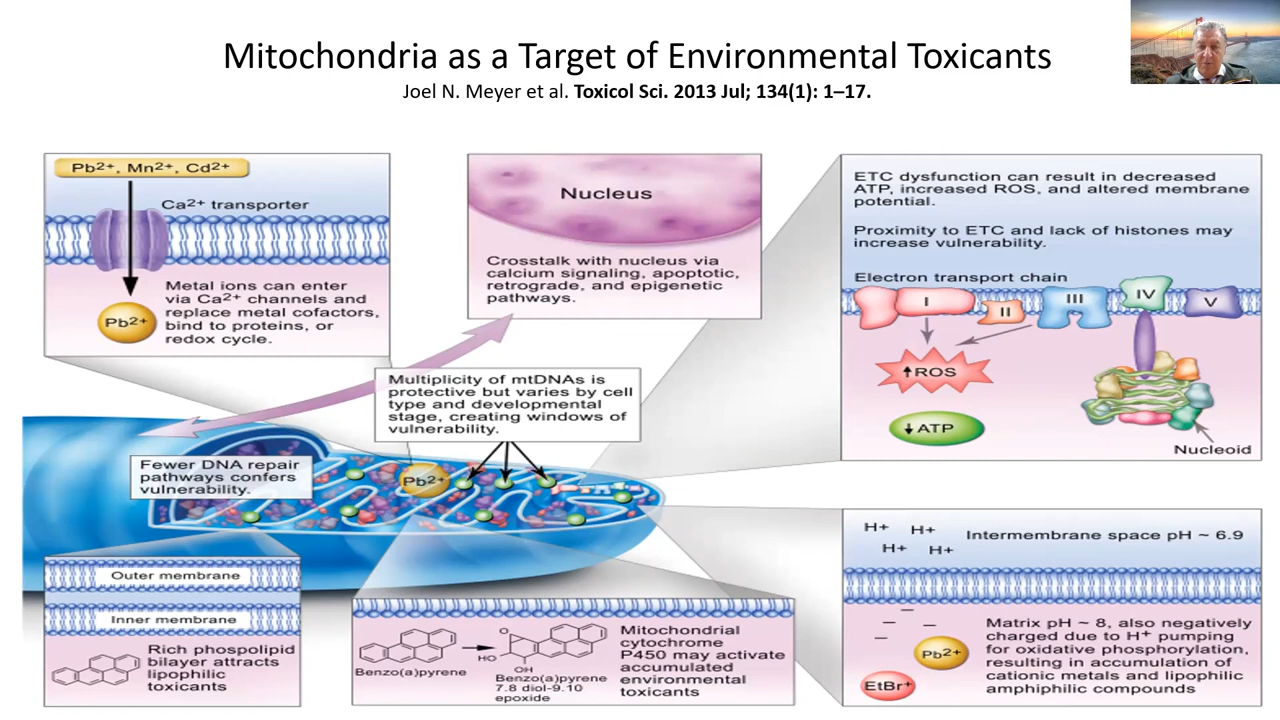 Mitochondria as a Target of Environmental Toxicants
Joel N. Meyer et al. Toxicol Sci. 2013 Jul; 134(1): 1–17.
Pb2+, Mn2+, Cd2+
Ca2+ transporter
Metal ions can enter
via Ca2+ channels and
replace metal cofactors,
bind to proteins, or
redox cycle.
Pb2+
Nucleus
Crosstalk with nucleus via
calcium signaling, apoptotic,
retrograde, and epigenetic
pathways.
ETC dysfunction can result in decreased
ATP, increased ROS, and altered membrane
potential.
Proximity to ETC and lack of histones may
increase vulnerability.
Electron transport chain
I
II
III
IV
V
↑ROS
↓ATP
Nucleoid
Multiplicity of mtDNAs is
protective but varies by cell
type and developmental
stage, creating windows of
vulnerability.
Fewer DNA repair
pathways confers
vulnerability.
Pb2+
Outer membrane
Inner membrane
Rich phospolipid
bilayer attracts
lipophilic
toxicants
Benzo(a)pyrene
O
HO
OH
Benzo(a)pyrene
7.8 diol-9.10
epoxide
Mitochondrial
cytochrome
P450 may activate
accumulated
environmental
toxicants
H+ H+
H+ H+
Intermembrane space pH ~ 6.9
Matrix pH ~ 8, also negatively
charged due to H+ pumping
for oxidative phosphorylation,
resulting in accumulation of
cationic metals and lipophilic
amphiphilic compounds
Pb2+
EtBr+